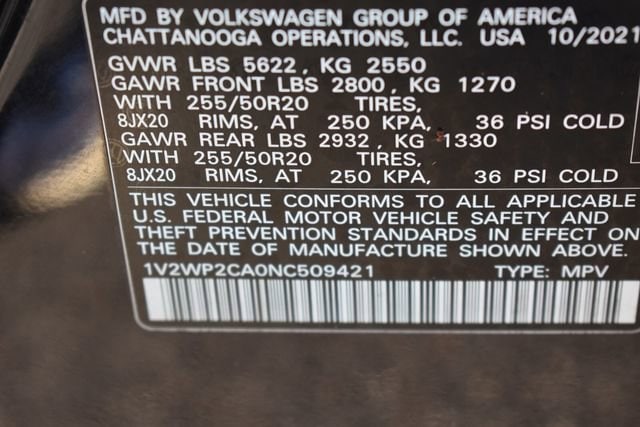 MFD BY VOLKSWAGEN GROUP OF AMERICA
CHATTANOOGA OPERATIONS, LLC. USA 10/2021
GVWR LBS 5622, KG 2550
GAWR FRONT LBS 2800, KG 1270
WITH 255/50R20 TIRES,
8JX20 RIMS, AT 250 KPA, 36 PSI COLD
GAWR REAR LBS 2932, KG 1330
WITH 255/50R20 TIRES,
8JX20 RIMS, AT 250 KPA, 36 PSI COLD
THIS VEHICLE CONFORMS TO ALL APPLICABLE
U.S. FEDERAL MOTOR VEHICLE SAFETY AND
THEFT PREVENTION STANDARDS IN EFFECT ON
THE DATE OF MANUFACTURE SHOWN ABOVE.
1V2WP2CA0NC509421 TYPE: MPV